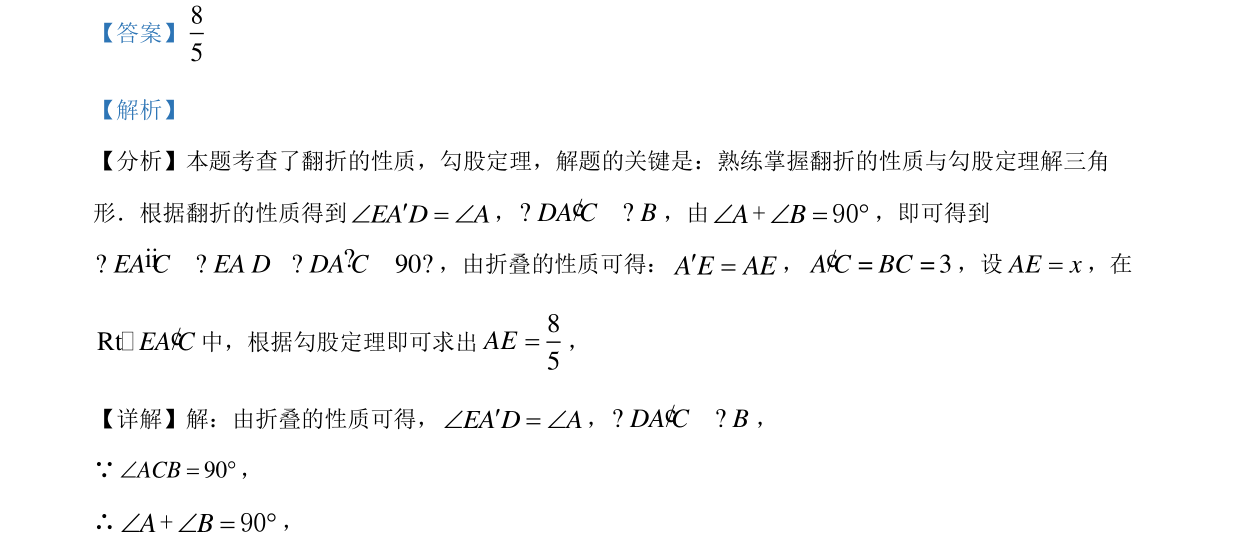 【答案】8/5
【解析】
【分析】本题考查了翻折的性质，勾股定理，解题的关键是：熟练掌握翻折的性质与勾股定理解三角
形．根据翻折的性质得到∠EA′D = ∠A，? DA¢C ? B，由∠A + ∠B = 90°，即可得到
? EA¨C ? EA D ? DA?C 90?，由折叠的性质可得：A′E = AE，A¢C = BC = 3，设 AE = x，在
Rt□ EA¢C 中，根据勾股定理即可求出 AE = 8/5，
【详解】解：由折叠的性质可得，∠EA′D = ∠A，? DA¢C ? B，
∵ ∠ACB = 90°，
∴ ∠A + ∠B = 90°，